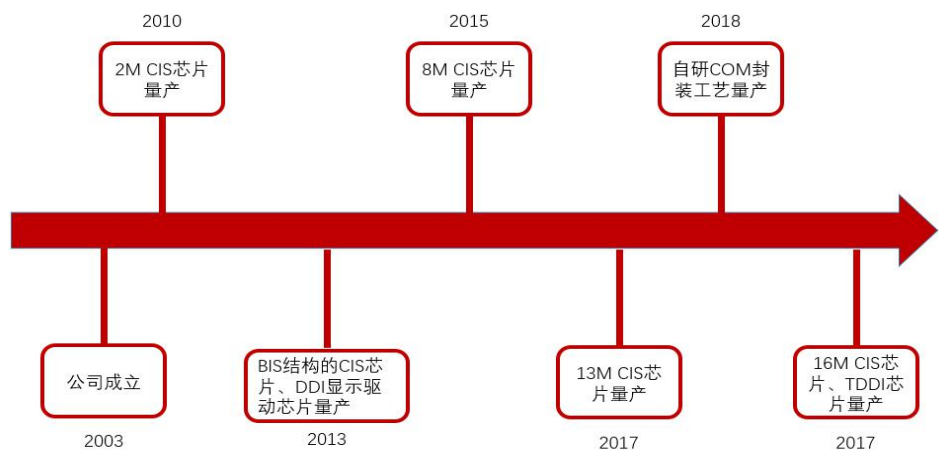 2010
2015
2018
2M CIS芯片
量产
8M CIS芯片
量产
自研COM封
装工艺量产
公司成立
BIS结构的CIS芯
片、DDI显示驱
动芯片量产
13M CIS芯
片量产
16M CIS芯
片、TDDI芯
片量产
2003
2013
2017
2017